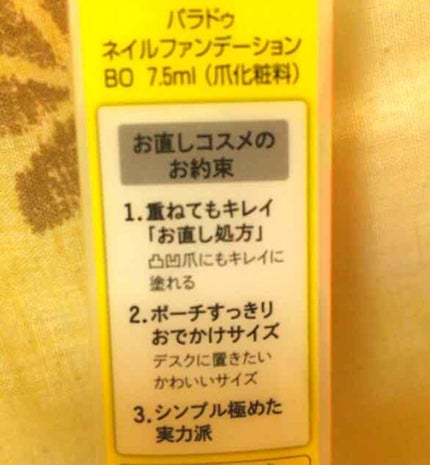 パラドゥ
ネイルファンデーション
BO 7.5ml（爪化粧料）
お直しコスメの
お約束
1.重ねてもキレイ
「お直し処方」
凸凹爪にもキレイに
塗れる
2.ポーチすっきり
おでかけサイズ
デスクに置きたい
かわいいサイズ
3.シンプル極めた
実力派